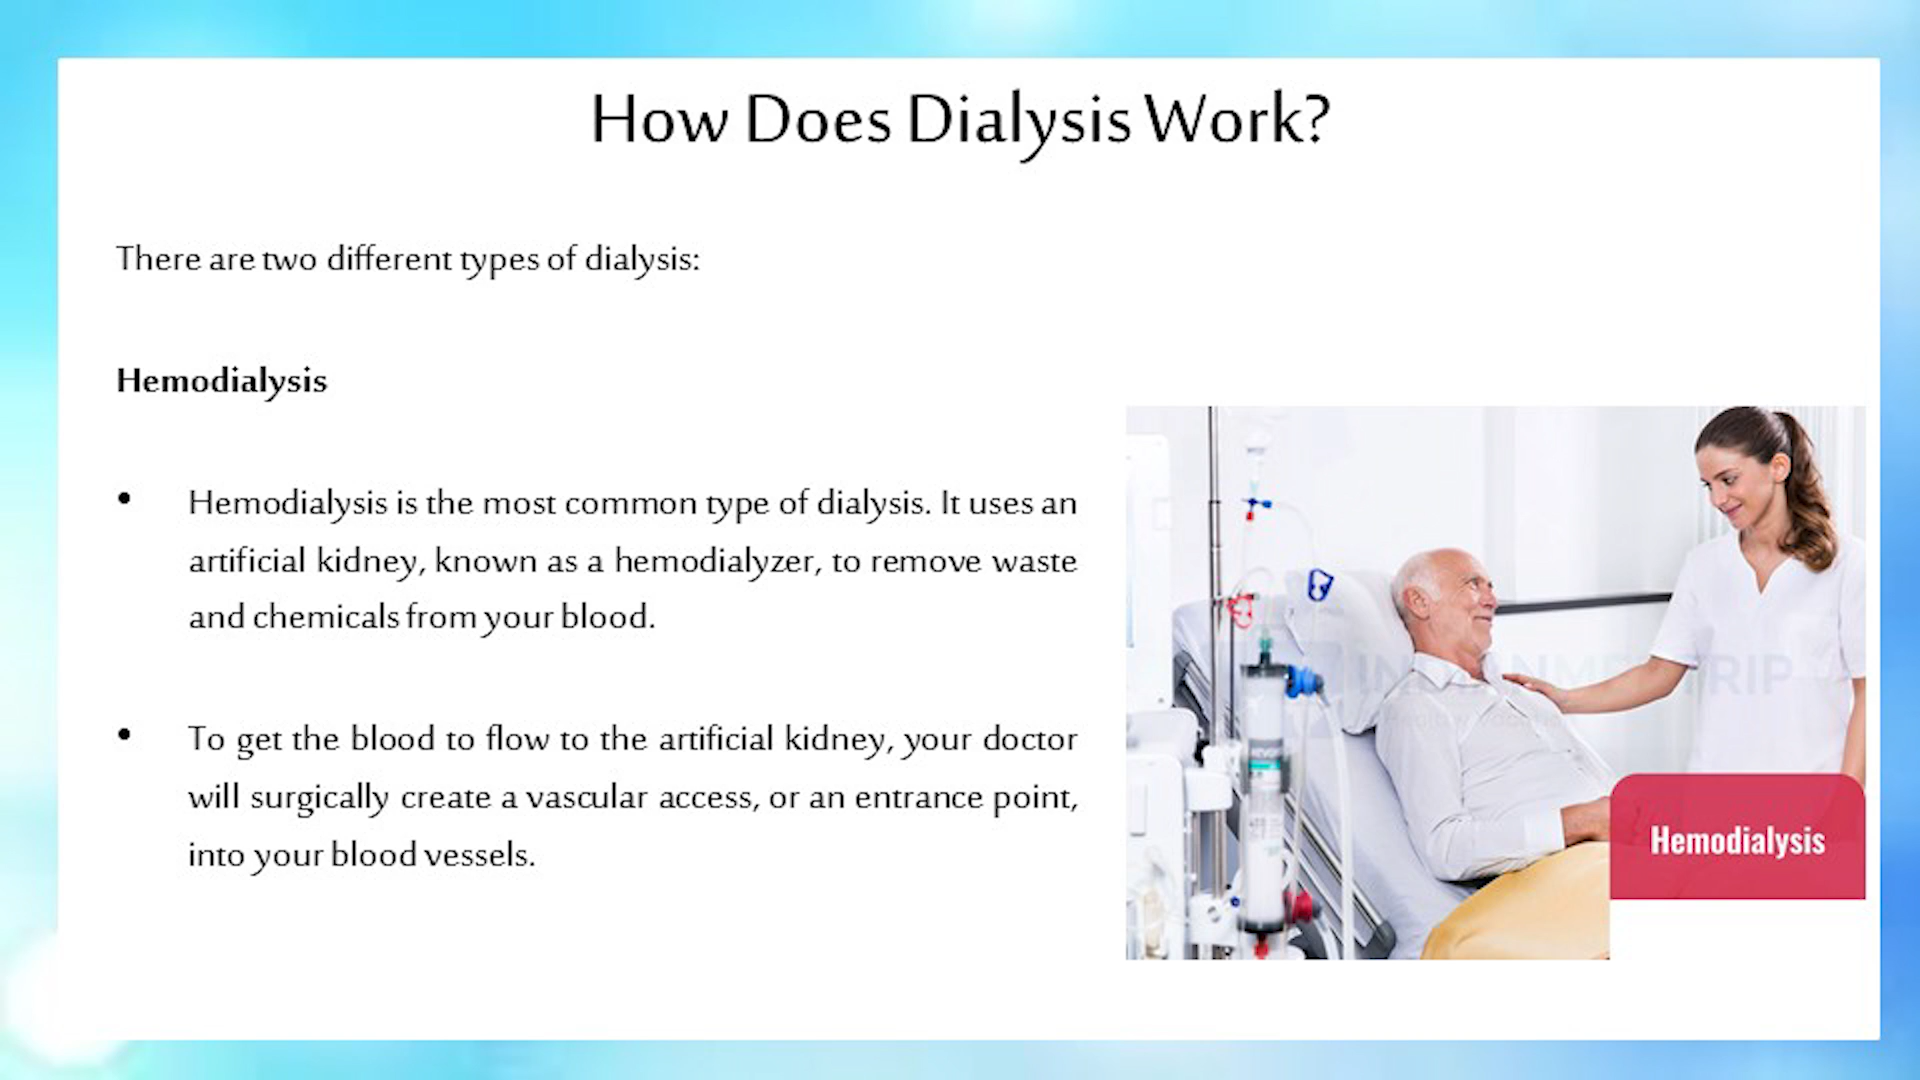 How Does Dialysis Work?
There are two different types of dialysis:
Hemodialysis
• Hemodialysis is the most common type of dialysis. It uses an
artificial kidney, known as a hemodialyzer, to remove waste
and chemicals from your blood.
• To get the blood to flow to the artificial kidney, your doctor
will surgically create a vascular access, or an entrance point,
into your blood vessels.
Hemodialysis